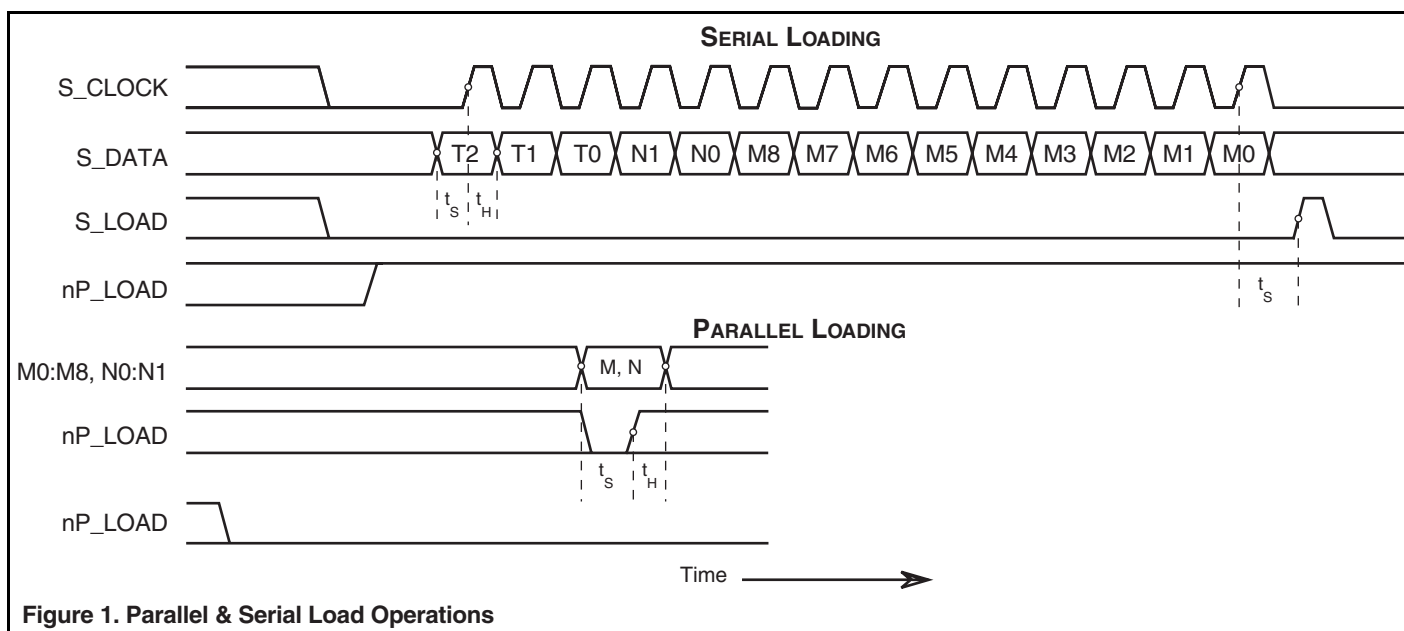 SERIAL LOADING
S_CLOCK
S_DATA
T2 T1 T0 N1 N0 M8 M7 M6 M5 M4 M3 M2 M1 M0
tS tH
S_LOAD
nP_LOAD
tS
PARALLEL LOADING
M0:M8, N0:N1
M, N
nP_LOAD
tS tH
nP_LOAD
Time
Figure 1. Parallel & Serial Load Operations